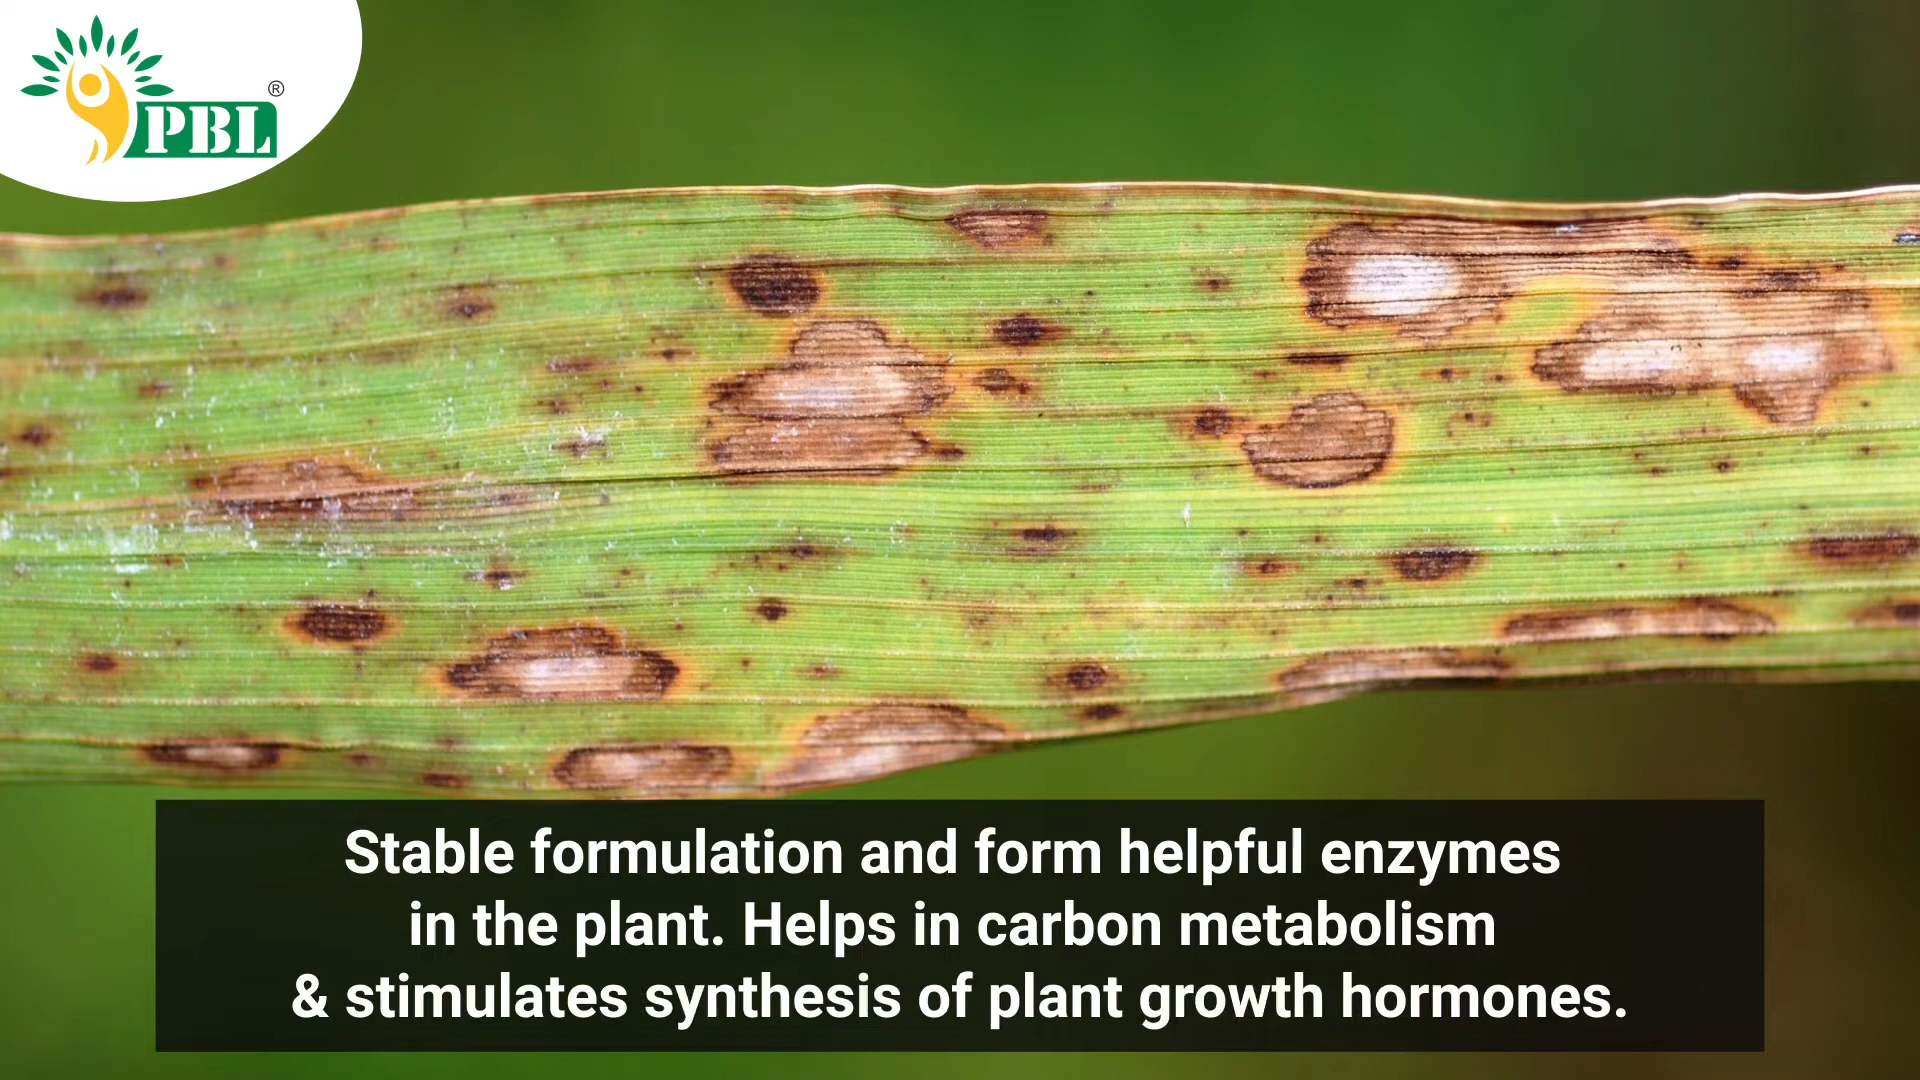 PBL ®
Stable formulation and form helpful enzymes
in the plant. Helps in carbon metabolism
& stimulates synthesis of plant growth hormones.